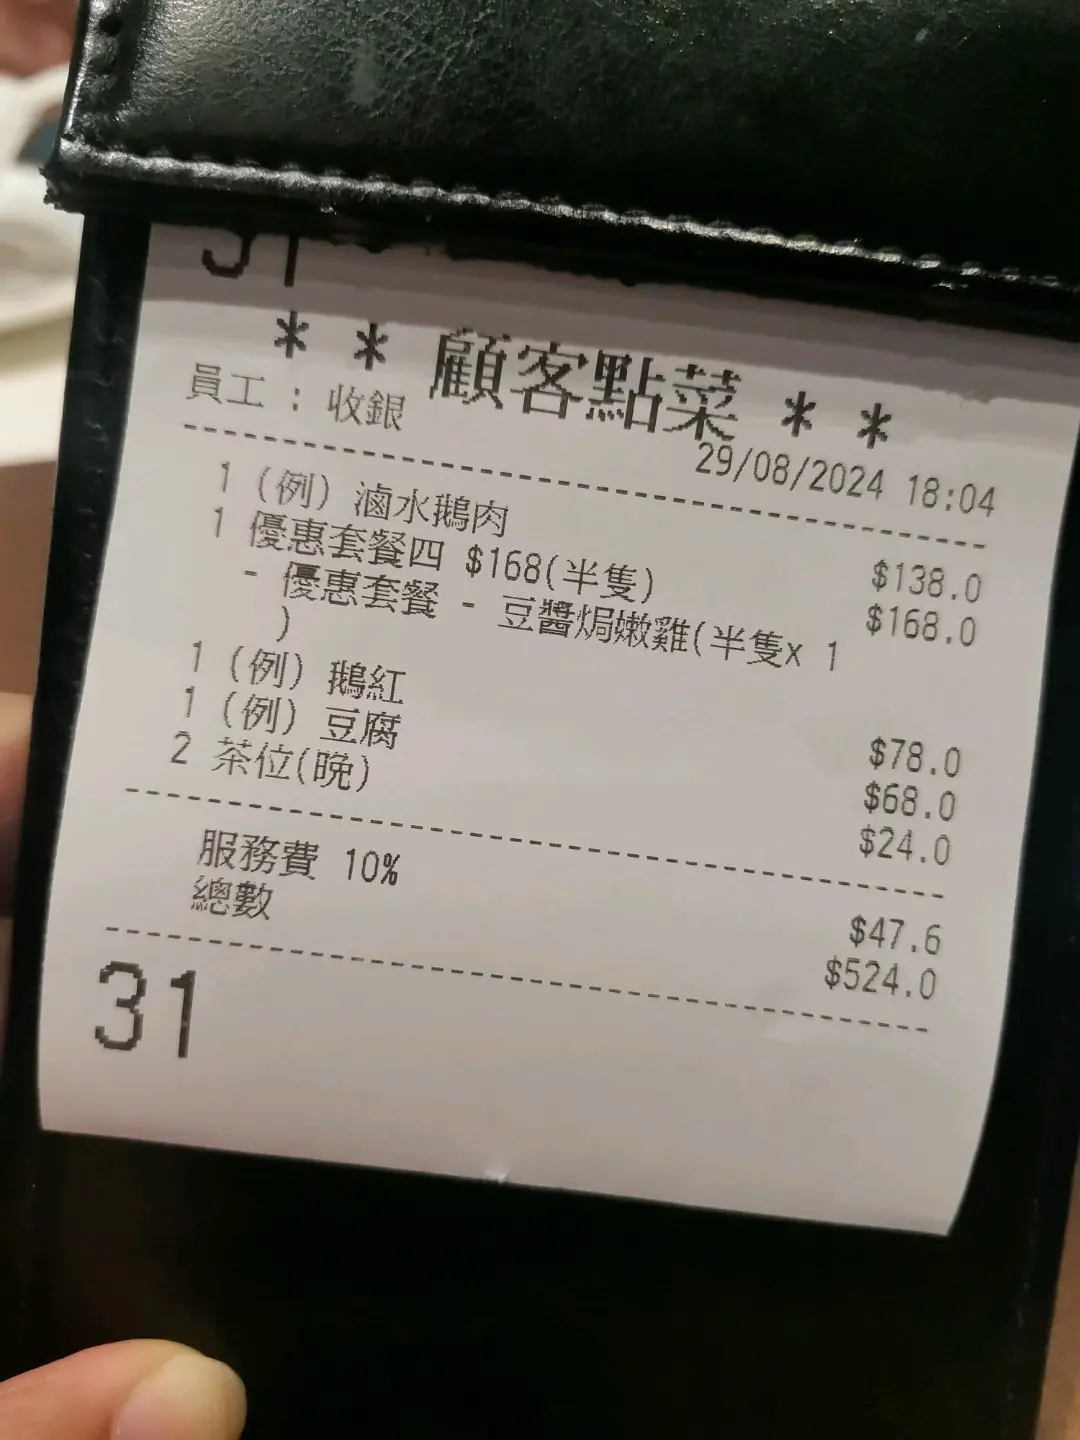 31
* * 顧客點菜 * *
員工 : 收銀
29/08/2024 18:04
1 (例) 滷水鵝肉 $138.0
1 優惠套餐四 $168(半隻) $168.0
- 優惠套餐 - 豆醬焗嫩雞(半隻x 1
)
1 (例) 鵝紅 $78.0
1 (例) 豆腐 $68.0
2 茶位(晚) $24.0
服務費 10% $47.6
總數 $524.0
31